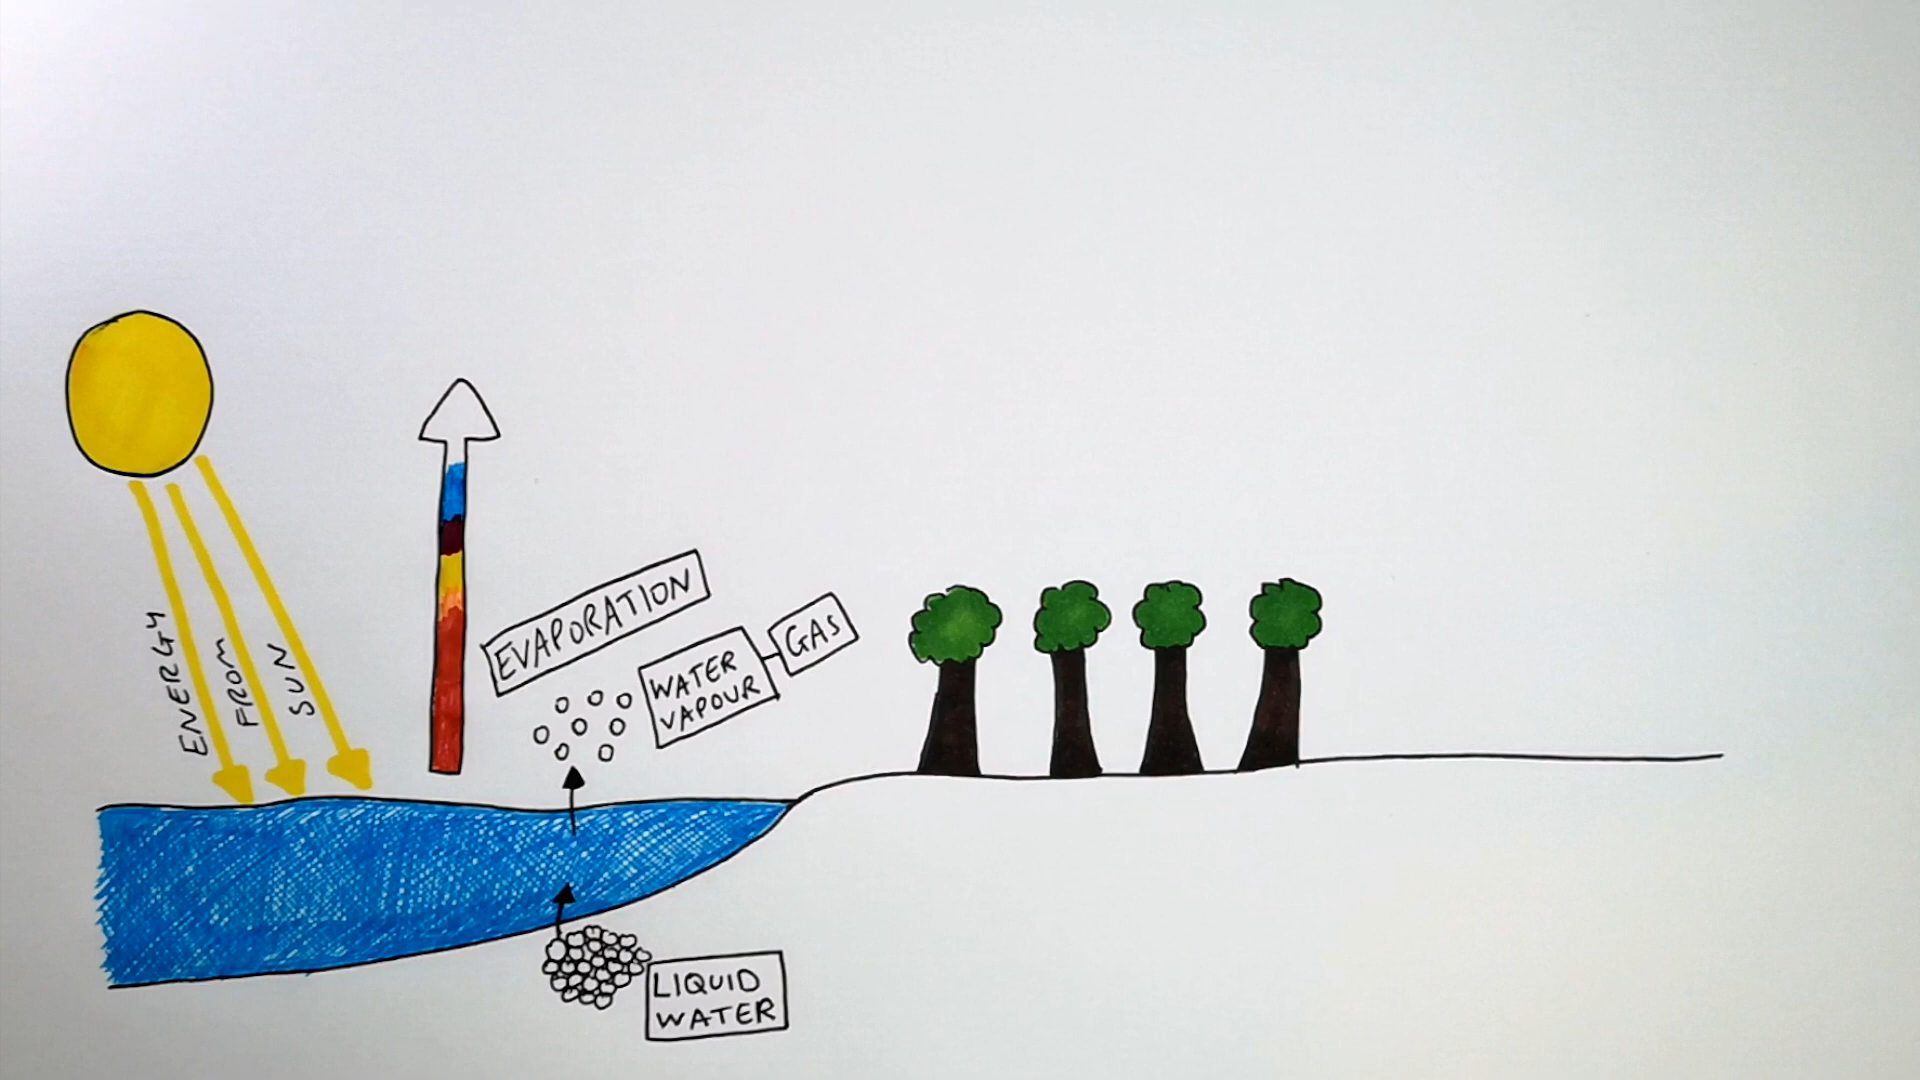 ENERGY
FROM
SUN
EVAPORATION
WATER
VAPOUR
GAS
LIQUID
WATER